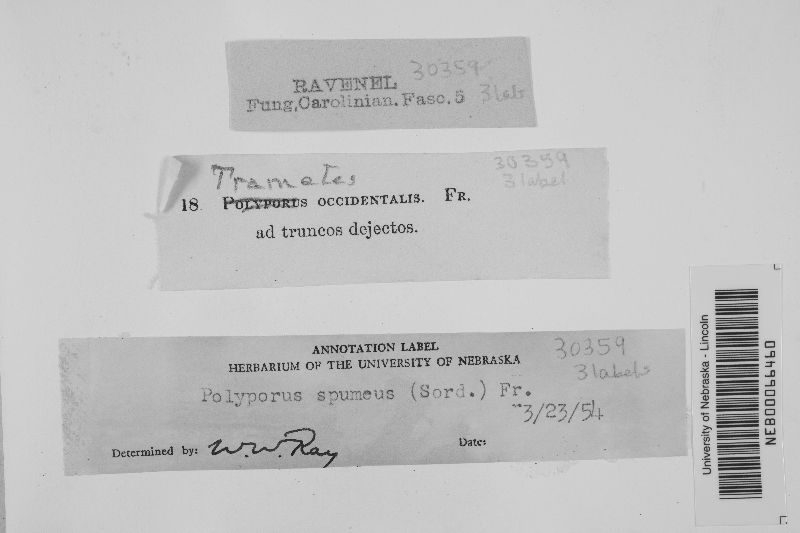 RAVENEL 30359
Fung. Carolinian. Fasc. 5 3 lab
Trametes 30359
3 label
18. POLYPORUS OCCIDENTALIS. FR.
ad truncos dejectos.
ANNOTATION LABEL 30359
HERBARIUM OF THE UNIVERSITY OF NEBRASKA 3 labels
Polyporus spumeus (Sord.) Fr.
3/23/54
Determined by: W. W. Ray Date:
University of Nebraska - Lincoln
NEB00066460